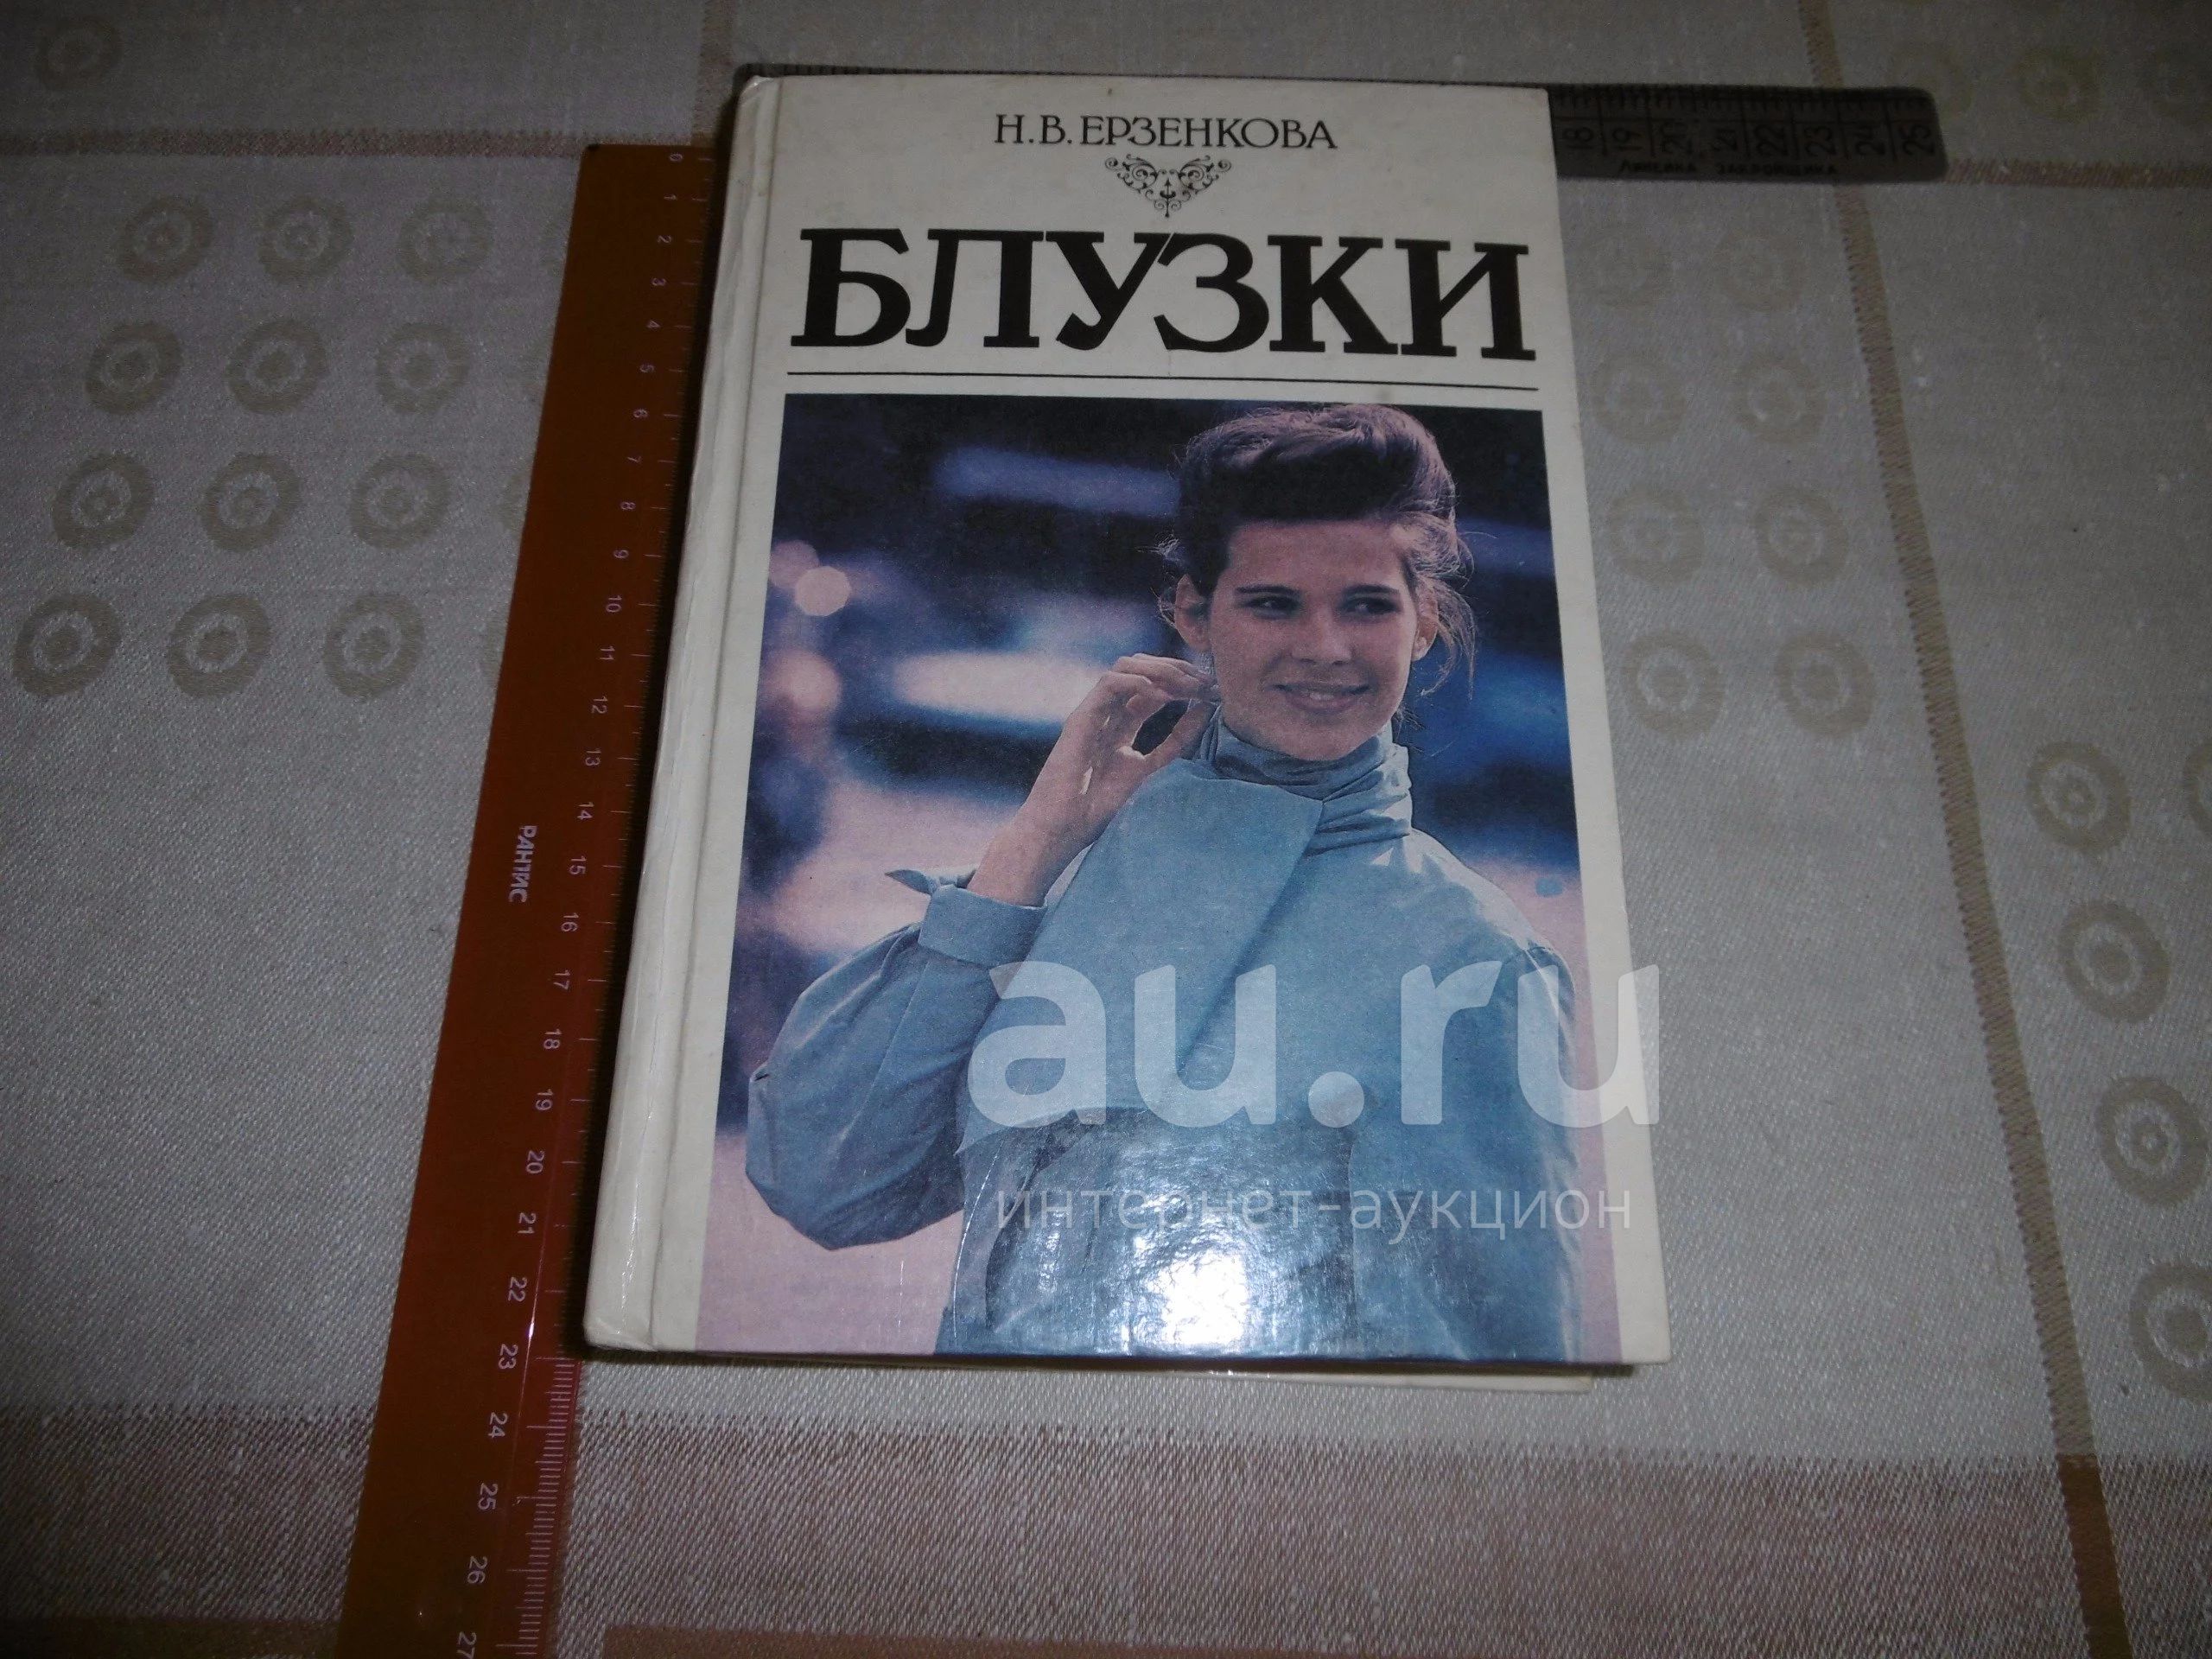 Н.В. ЕРЗЕНКОВА
БЛУЗКИ
18 19 20 21 22 23 24 25
0 1 2 3 4 5 6 7 8 9 10 11 12 13 14 15 16 17 18 19 20 21 22 23 24 25 26 27
РАНТИС
au.ru
интернет-аукцион